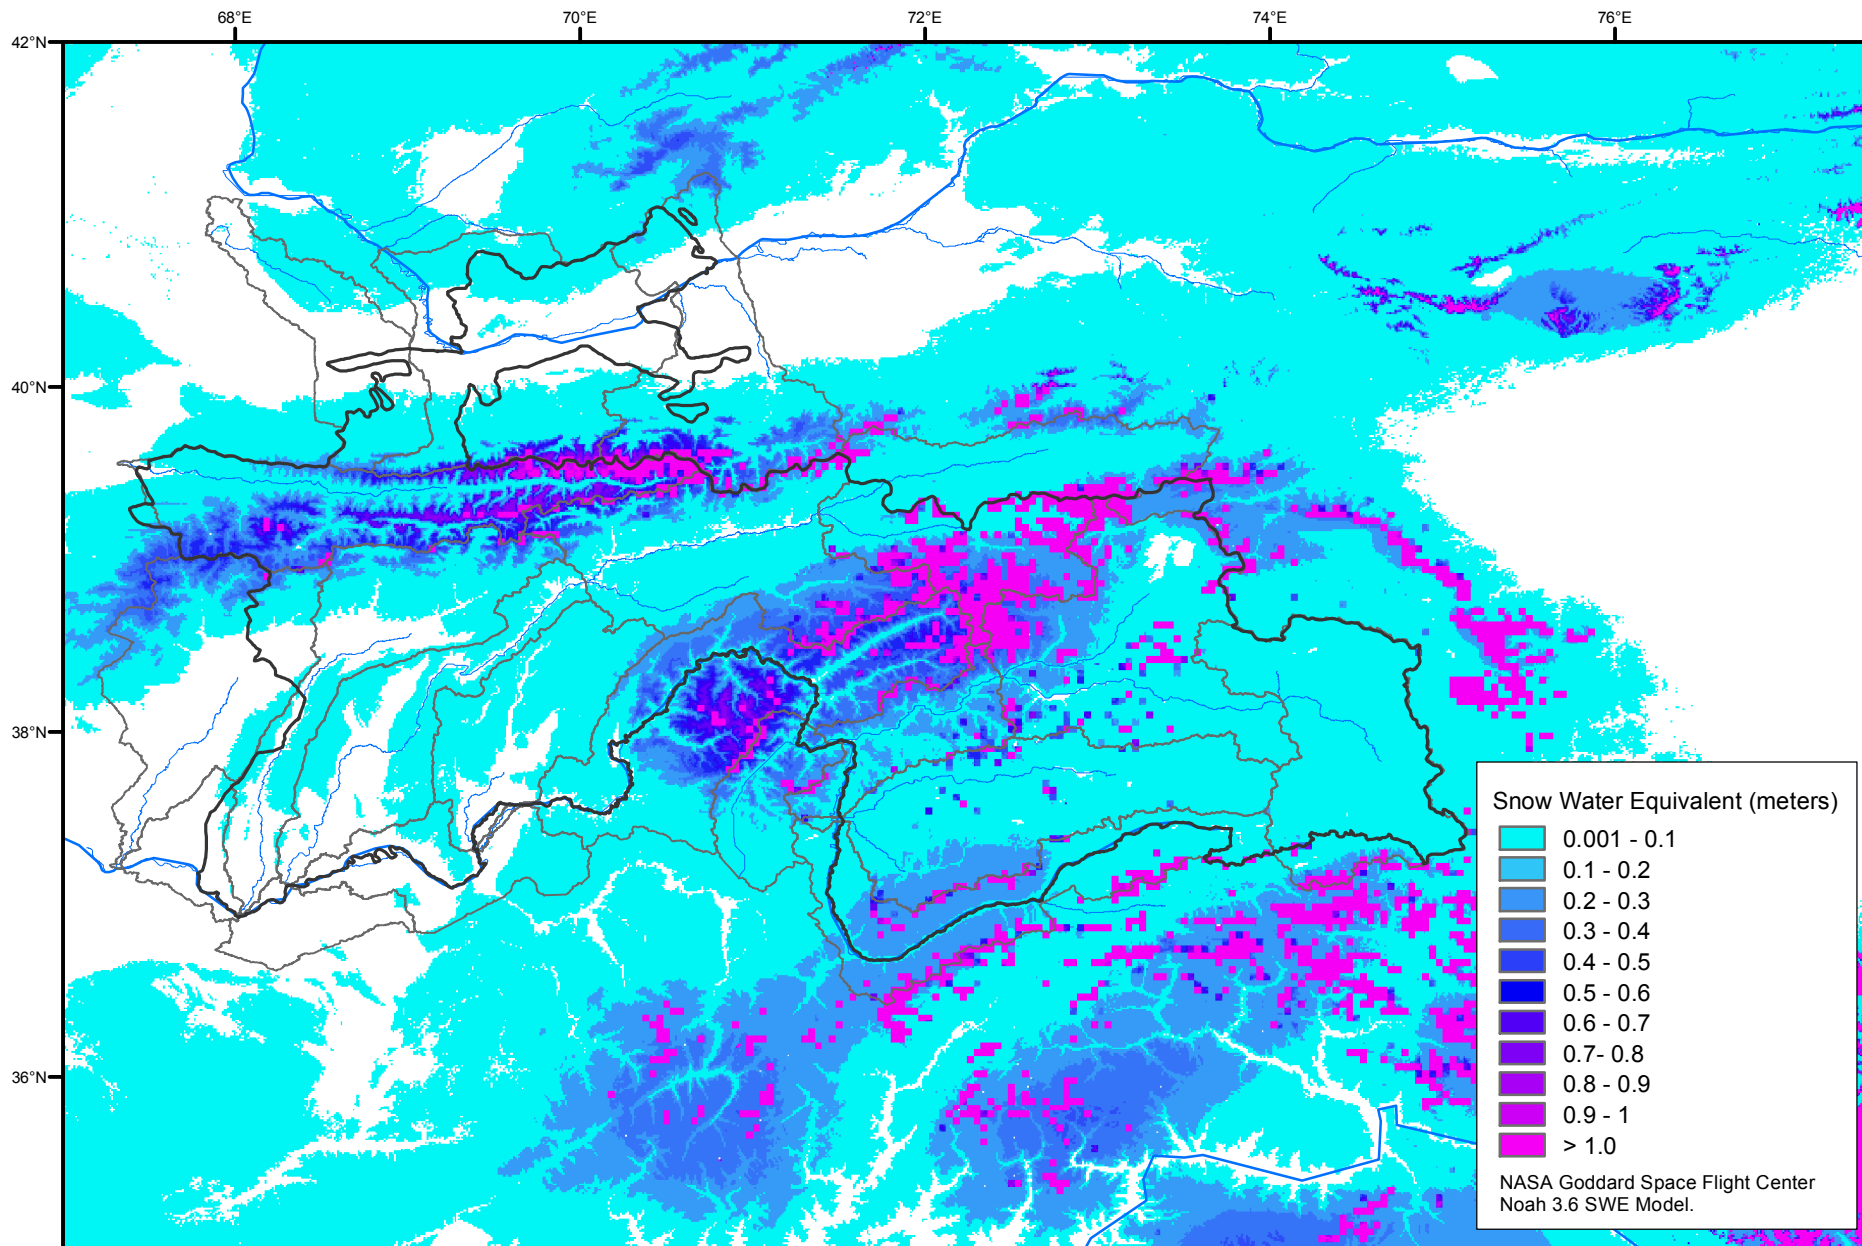 68°E
70°E
72°E
74°E
76°E
42°N
40°N
38°N
36°N
Snow Water Equivalent (meters)
0.001 - 0.1
0.1 - 0.2
0.2 - 0.3
0.3 - 0.4
0.4 - 0.5
0.5 - 0.6
0.6 - 0.7
0.7- 0.8
0.8 - 0.9
0.9 - 1
> 1.0
NASA Goddard Space Flight Center
Noah 3.6 SWE Model.